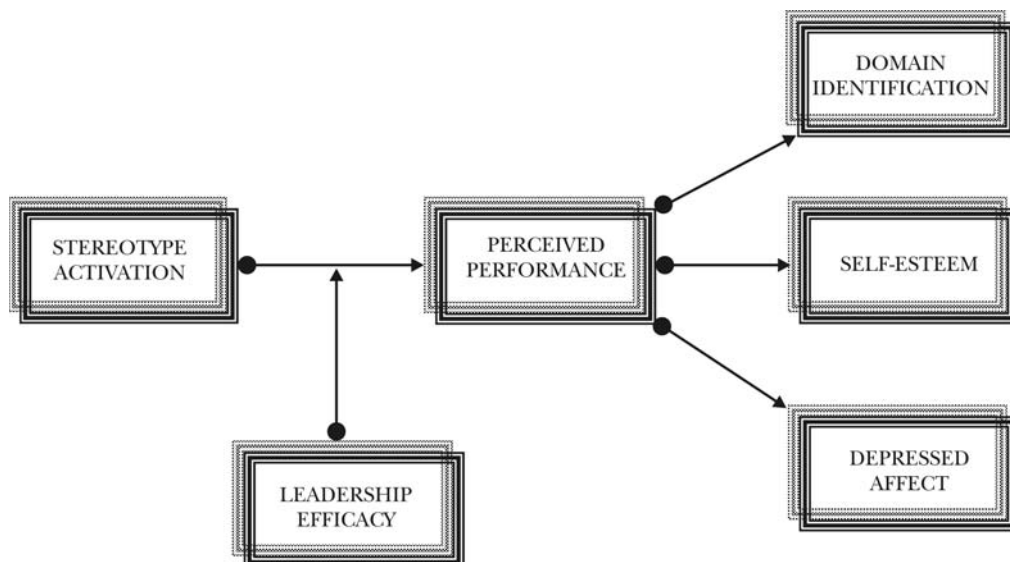 STEREOTYPE
ACTIVATION
PERCEIVED
PERFORMANCE
DOMAIN
IDENTIFICATION
SELF-ESTEEM
DEPRESSED
AFFECT
LEADERSHIP
EFFICACY